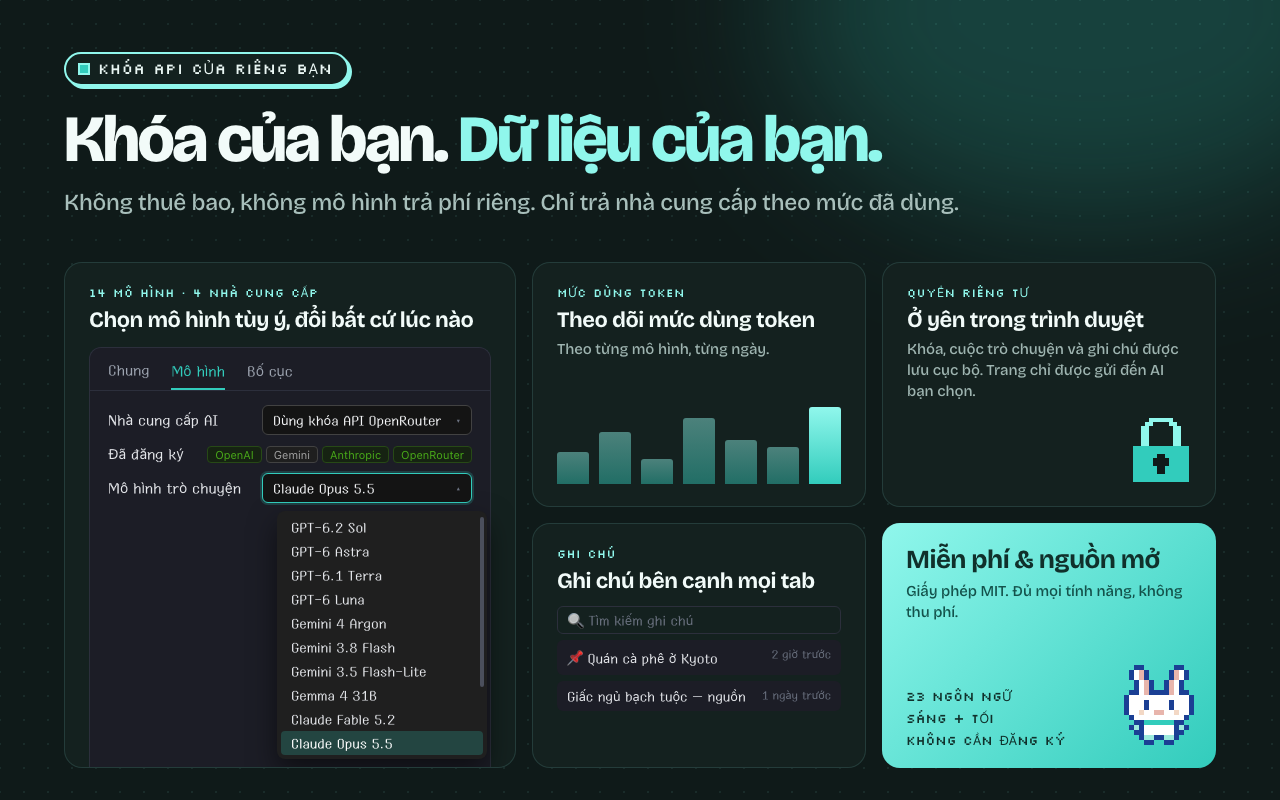 KHÓA API CỦA RIÊNG BẠN
Khóa của bạn. Dữ liệu của bạn.
Không thuê bao, không mô hình trả phí riêng. Chỉ trả nhà cung cấp theo mức đã dùng.
14 MÔ HÌNH · 4 NHÀ CUNG CẤP
Chọn mô hình tùy ý, đổi bất cứ lúc nào
Chung Mô hình Bố cục
Nhà cung cấp AI Dùng khóa API OpenRouter
Đã đăng ký OpenAI Gemini Anthropic OpenRouter
Mô hình trò chuyện Claude Opus 5.5
GPT-6.2 Sol
GPT-6 Astra
GPT-6.1 Terra
GPT-6 Luna
Gemini 4 Argon
Gemini 3.8 Flash
Gemini 3.5 Flash-Lite
Gemma 4 31B
Claude Fable 5.2
Claude Opus 5.5
MỨC DÙNG TOKEN
Theo dõi mức dùng token
Theo từng mô hình, từng ngày.
QUYỀN RIÊNG TƯ
Ở yên trong trình duyệt
Khóa, cuộc trò chuyện và ghi chú được
lưu cục bộ. Trang chỉ được gửi đến AI
bạn chọn.
GHI CHÚ
Ghi chú bên cạnh mọi tab
Tìm kiếm ghi chú
Quán cà phê ở Kyoto 2 giờ trước
Giấc ngủ bạch tuộc — nguồn 1 ngày trước
Miễn phí & nguồn mở
Giấy phép MIT. Đủ mọi tính năng, không
thu phí.
23 NGÔN NGỮ
SÁNG + TỐI
KHÔNG CẦN ĐĂNG KÝ